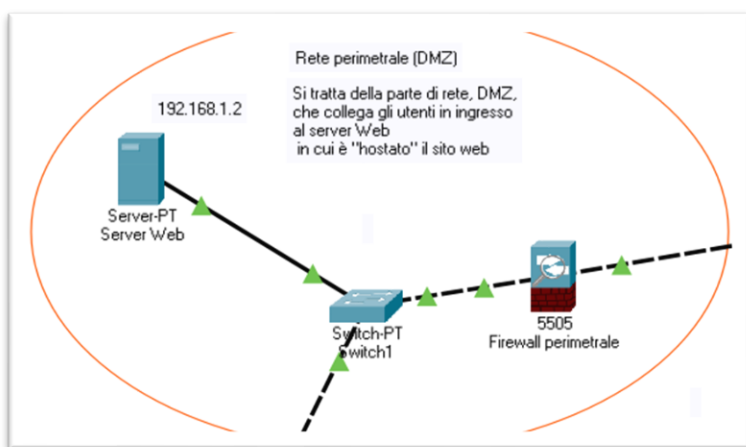 Rete perimetrale (DMZ)
Si tratta della parte di rete, DMZ,
che collega gli utenti in ingresso
al server Web
in cui è "hostato" il sito web
192.168.1.2
Server-PT
Server Web
Switch-PT
Switch1
5505
Firewall perimetrale